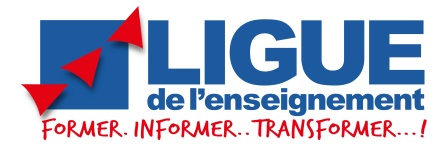 LIGUE
de l'enseignement
FORMER. INFORMER.. TRANSFORMER...!